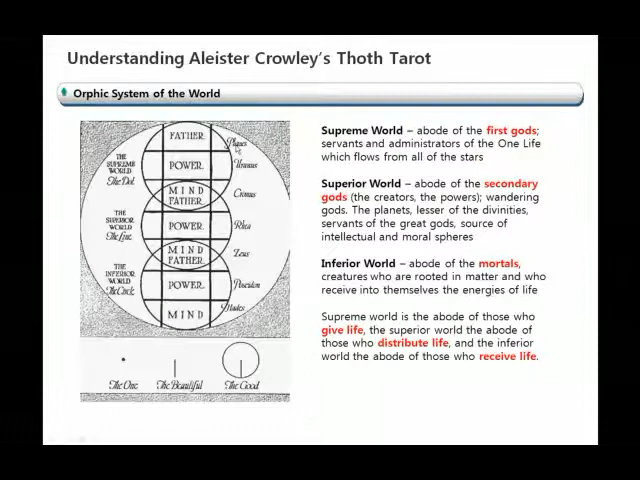 Understanding Aleister Crowley's Thoth Tarot
Orphic System of the World
FATHER
THE
SUPREME
WORLD
The Dot.
POWER.
Uranus
MIND
FATHER.
Cronus
THE
SUPERIOR
WORLD
The Line.
POWER.
Rhea
MIND
FATHER.
Zeus
THE
INFERIOR
WORLD
The Circle.
POWER.
Poseidon
MIND
Hades
The One
The Beautiful
The Good
Supreme World – abode of the first gods;
servants and administrators of the One Life
which flows from all of the stars
Superior World – abode of the secondary
gods (the creators, the powers); wandering
gods. The planets, lesser of the divinities,
servants of the great gods, source of
intellectual and moral spheres
Inferior World – abode of the mortals,
creatures who are rooted in matter and who
receive into themselves the energies of life
Supreme world is the abode of those who
give life, the superior world the abode of
those who distribute life, and the inferior
world the abode of those who receive life.